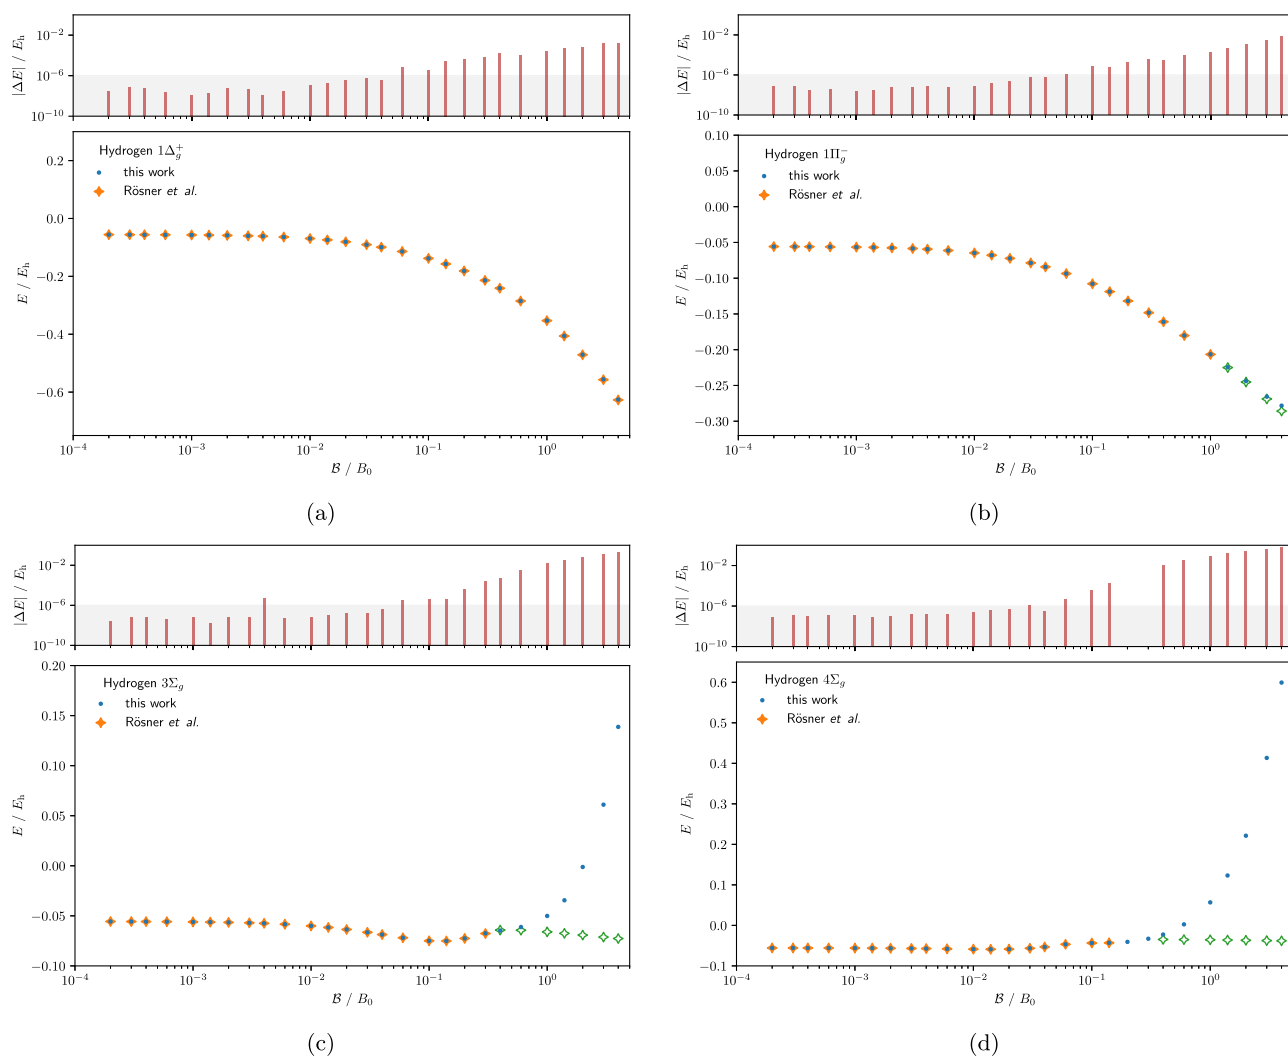 10⁻²
10⁻⁶
10⁻¹⁰
|ΔE| / Eₕ
Hydrogen 1Δg⁺
this work
Rösner et al.
0.2
0.0
−0.2
−0.4
−0.6
E / Eₕ
10⁻⁴ 10⁻³ 10⁻² 10⁻¹ 10⁰
ℬ / B₀
(a)
10⁻²
10⁻⁶
10⁻¹⁰
|ΔE| / Eₕ
Hydrogen 1Πg⁻
this work
Rösner et al.
0.10
0.05
0.00
−0.05
−0.10
−0.15
−0.20
−0.25
−0.30
E / Eₕ
10⁻⁴ 10⁻³ 10⁻² 10⁻¹ 10⁰
ℬ / B₀
(b)
10⁻²
10⁻⁶
10⁻¹⁰
|ΔE| / Eₕ
Hydrogen 3Σg
this work
Rösner et al.
0.20
0.15
0.10
0.05
0.00
−0.05
−0.10
E / Eₕ
10⁻⁴ 10⁻³ 10⁻² 10⁻¹ 10⁰
ℬ / B₀
(c)
10⁻²
10⁻⁶
10⁻¹⁰
|ΔE| / Eₕ
Hydrogen 4Σg
this work
Rösner et al.
0.6
0.5
0.4
0.3
0.2
0.1
0.0
−0.1
E / Eₕ
10⁻⁴ 10⁻³ 10⁻² 10⁻¹ 10⁰
ℬ / B₀
(d)